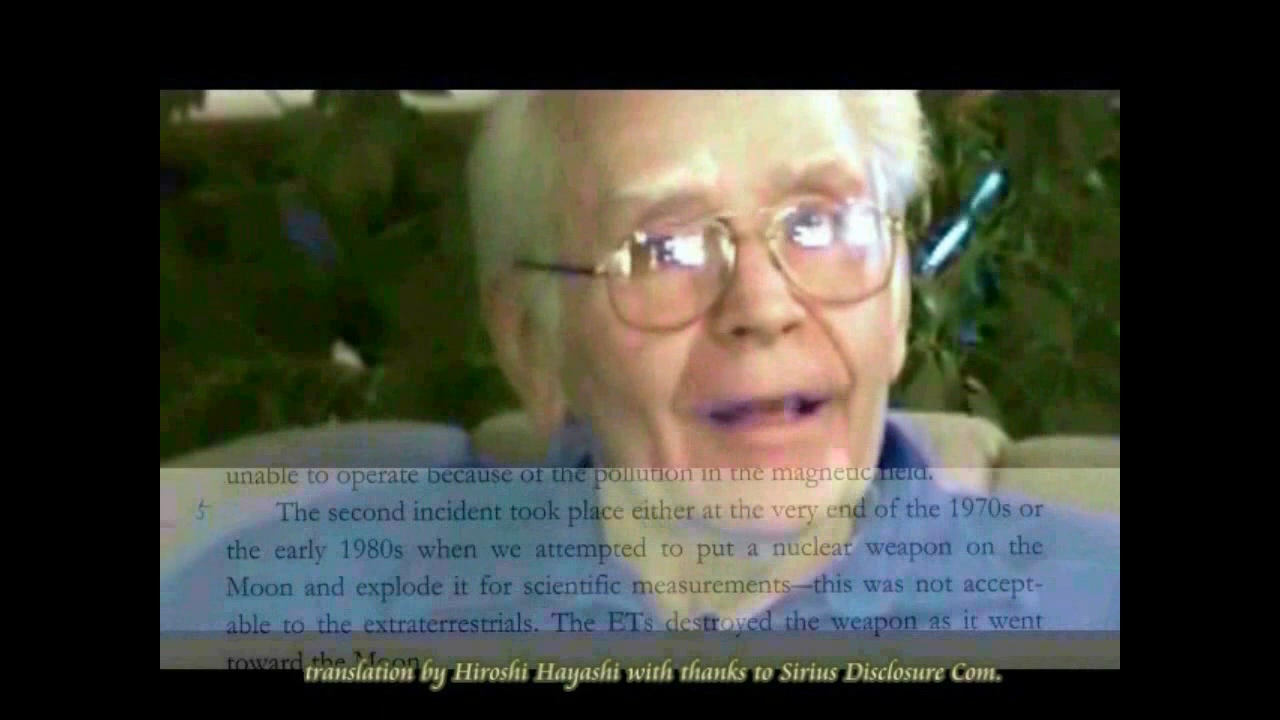 unable to operate because of the pollution in the magnetic field.
5
The second incident took place either at the very end of the 1970s or
the early 1980s when we attempted to put a nuclear weapon on the
Moon and explode it for scientific measurements—this was not accept-
able to the extraterrestrials. The ETs destroyed the weapon as it went
toward the Moon.
translation by Hiroshi Hayashi with thanks to Sirius Disclosure Com.